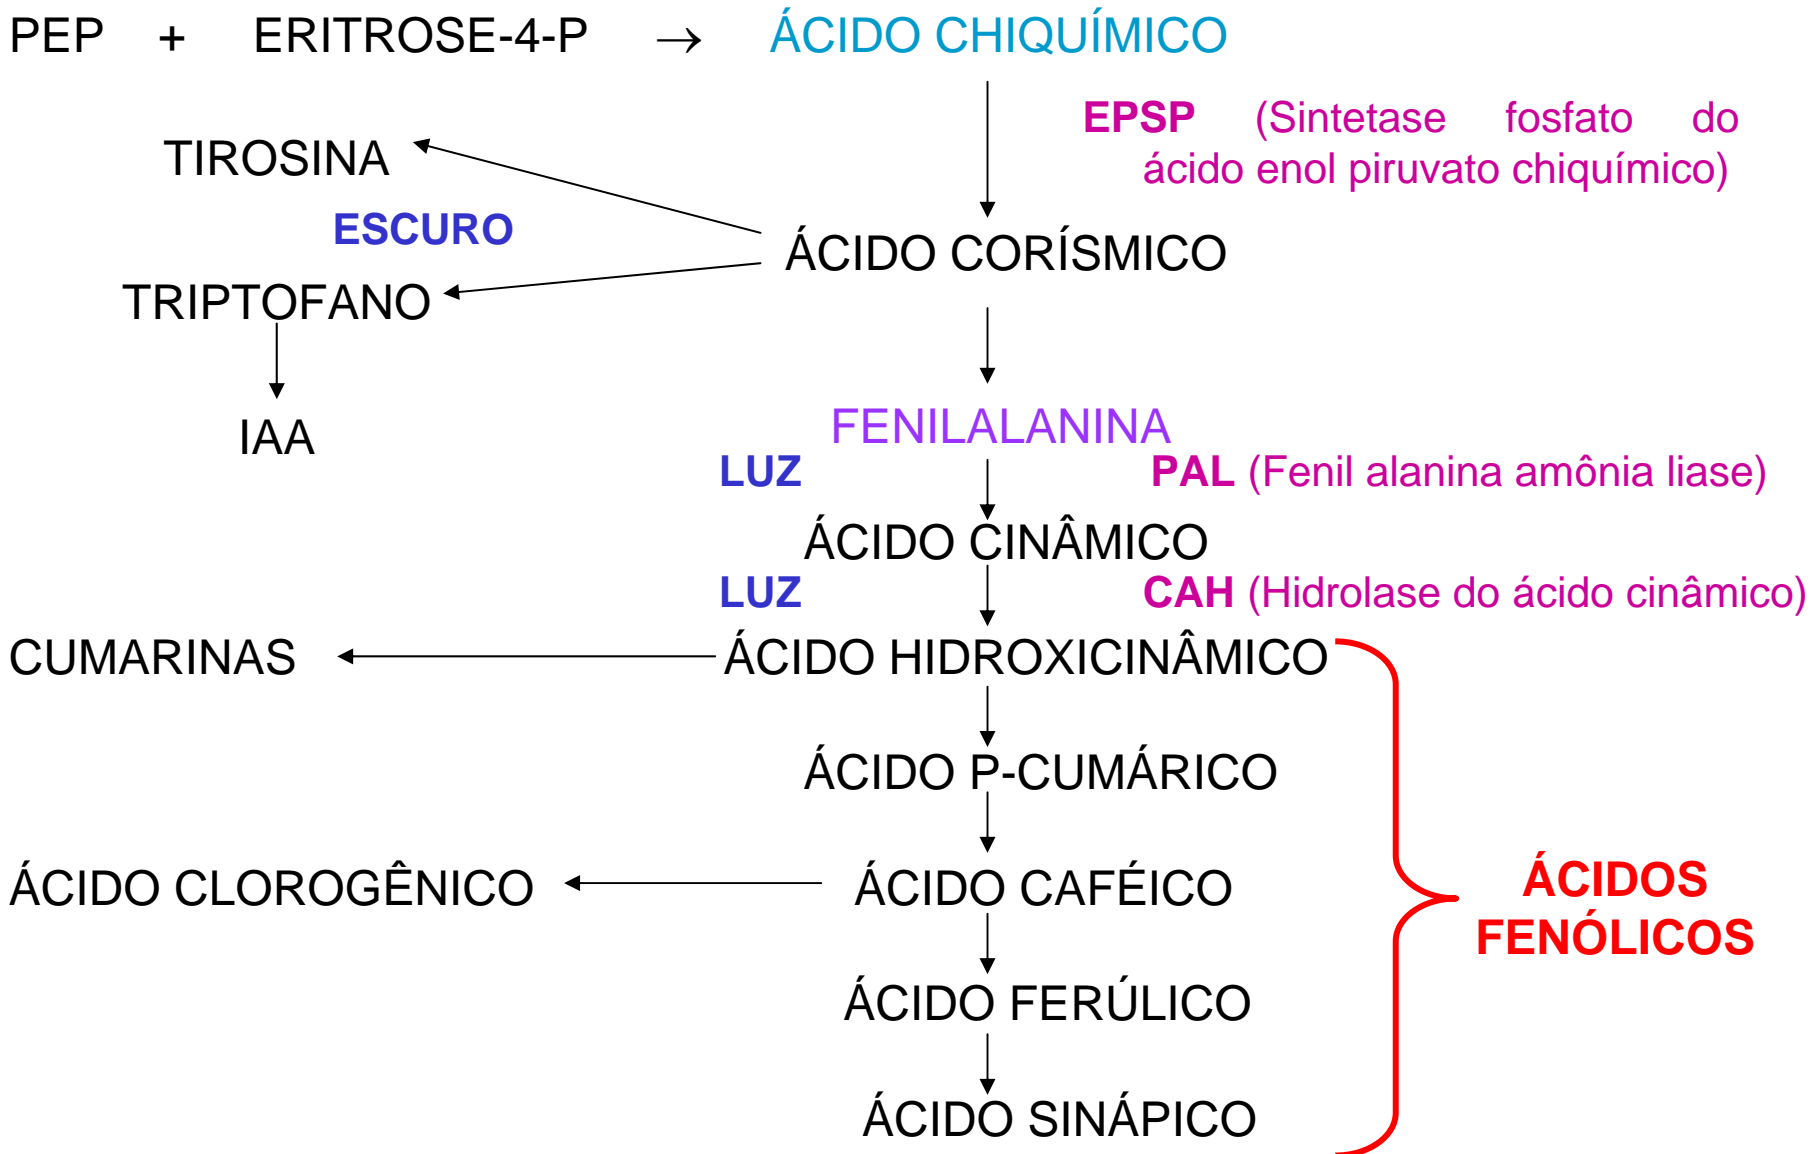 PEP + ERITROSE-4-P → ÁCIDO CHIQUÍMICO
EPSP (Sintetase fosfato do
ácido enol piruvato chiquímico)
TIROSINA
ESCURO
ÁCIDO CORÍSMICO
TRIPTOFANO
IAA
FENILALANINA
LUZ PAL (Fenil alanina amônia liase)
ÁCIDO CINÂMICO
LUZ CAH (Hidrolase do ácido cinâmico)
CUMARINAS ÁCIDO HIDROXICINÂMICO
ÁCIDO P-CUMÁRICO
ÁCIDO CLOROGÊNICO ÁCIDO CAFÉICO
ÁCIDOS
FENÓLICOS
ÁCIDO FERÚLICO
ÁCIDO SINÁPICO